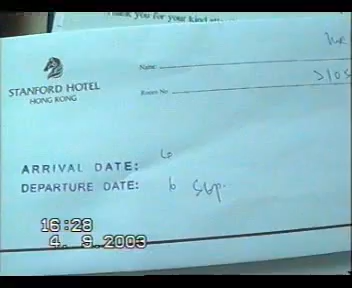 Thank you for your kind
STANFORD HOTEL
HONG KONG
Name:
Room No.
ARRIVAL DATE: 6
DEPARTURE DATE: 6 Sep.
16:28
4. 9.2003